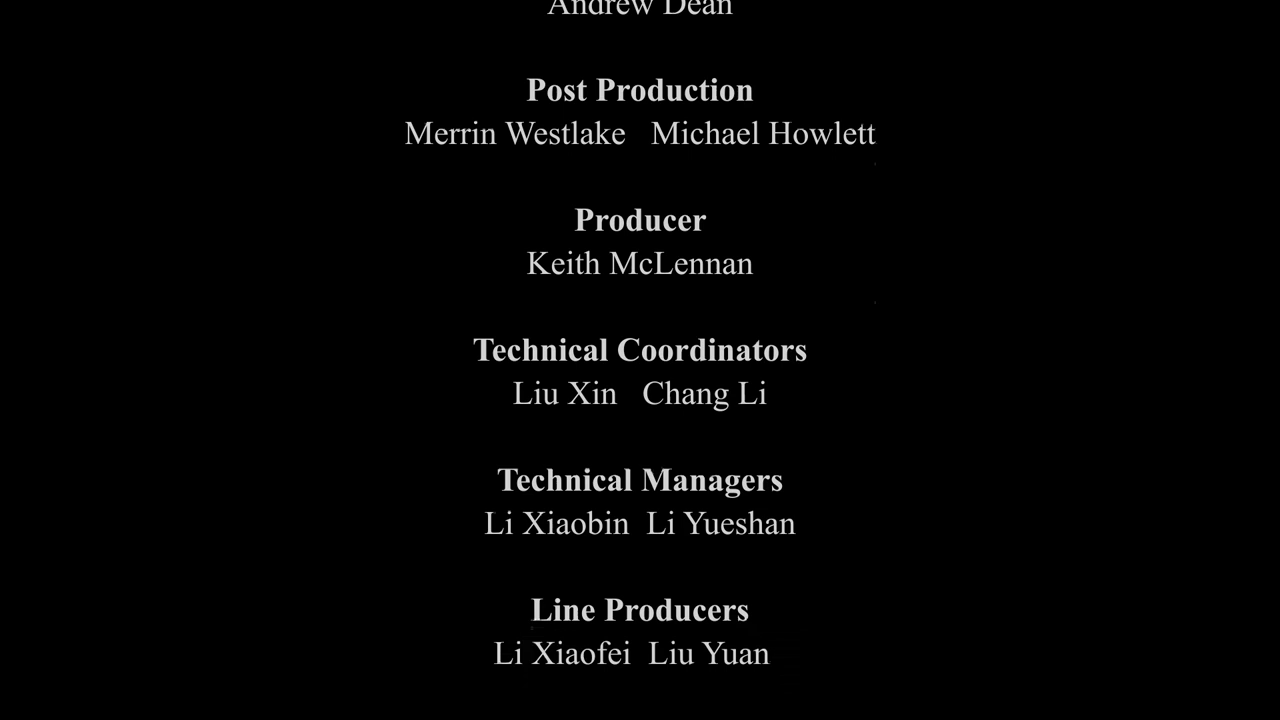 Andrew Dean
Post Production
Merrin Westlake   Michael Howlett
Producer
Keith McLennan
Technical Coordinators
Liu Xin   Chang Li
Technical Managers
Li Xiaobin  Li Yueshan
Line Producers
Li Xiaofei  Liu Yuan